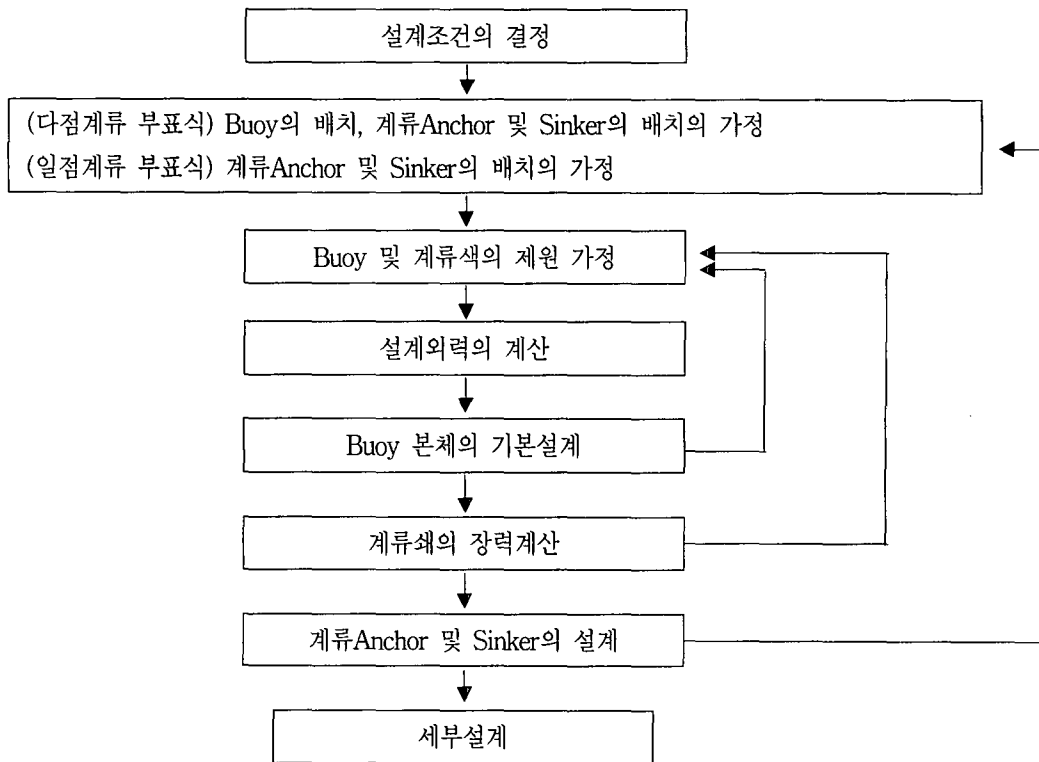 설계조건의 결정
(다점계류 부표식) Buoy의 배치, 계류Anchor 및 Sinker의 배치의 가정
(일점계류 부표식) 계류Anchor 및 Sinker의 배치의 가정
Buoy 및 계류색의 제원 가정
설계외력의 계산
Buoy 본체의 기본설계
계류쇄의 장력계산
계류Anchor 및 Sinker의 설계
세부설계